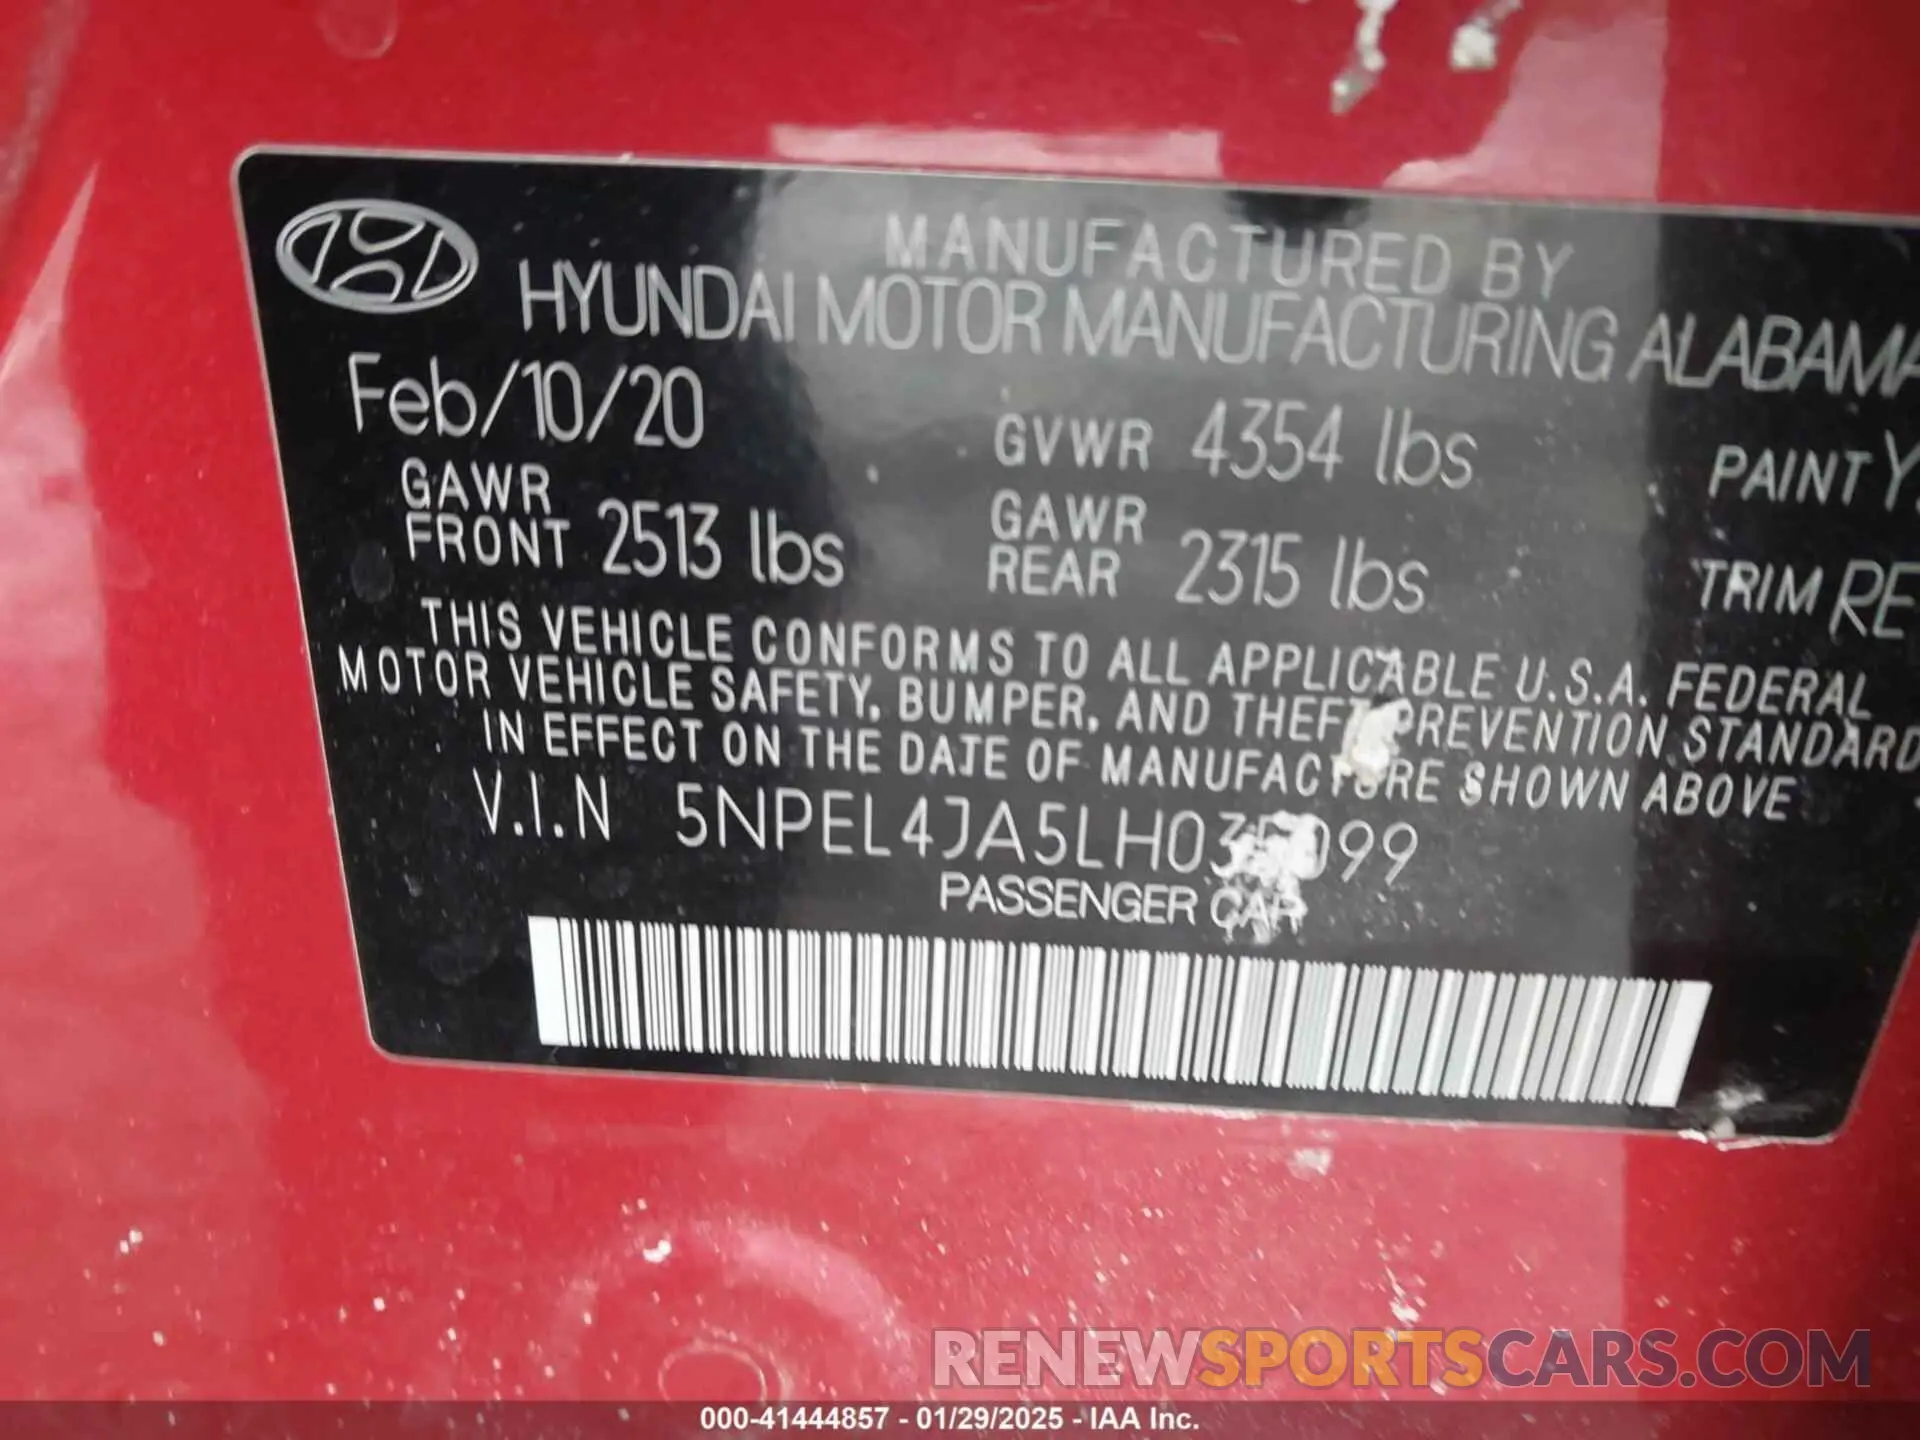 MANUFACTURED BY
HYUNDAI MOTOR MANUFACTURING ALABAMA
Feb/10/20
GVWR 4354 lbs
PAINT Y
GAWR FRONT 2513 lbs
GAWR REAR 2315 lbs
TRIM RE
THIS VEHICLE CONFORMS TO ALL APPLICABLE U.S.A. FEDERAL
MOTOR VEHICLE SAFETY, BUMPER, AND THEFT PREVENTION STANDARD
IN EFFECT ON THE DATE OF MANUFACTURE SHOWN ABOVE
V.I.N 5NPEL4JA5LH035099
PASSENGER CAR
RENEWSPORTSCARS.COM
000-41444857 - 01/29/2025 - IAA Inc.